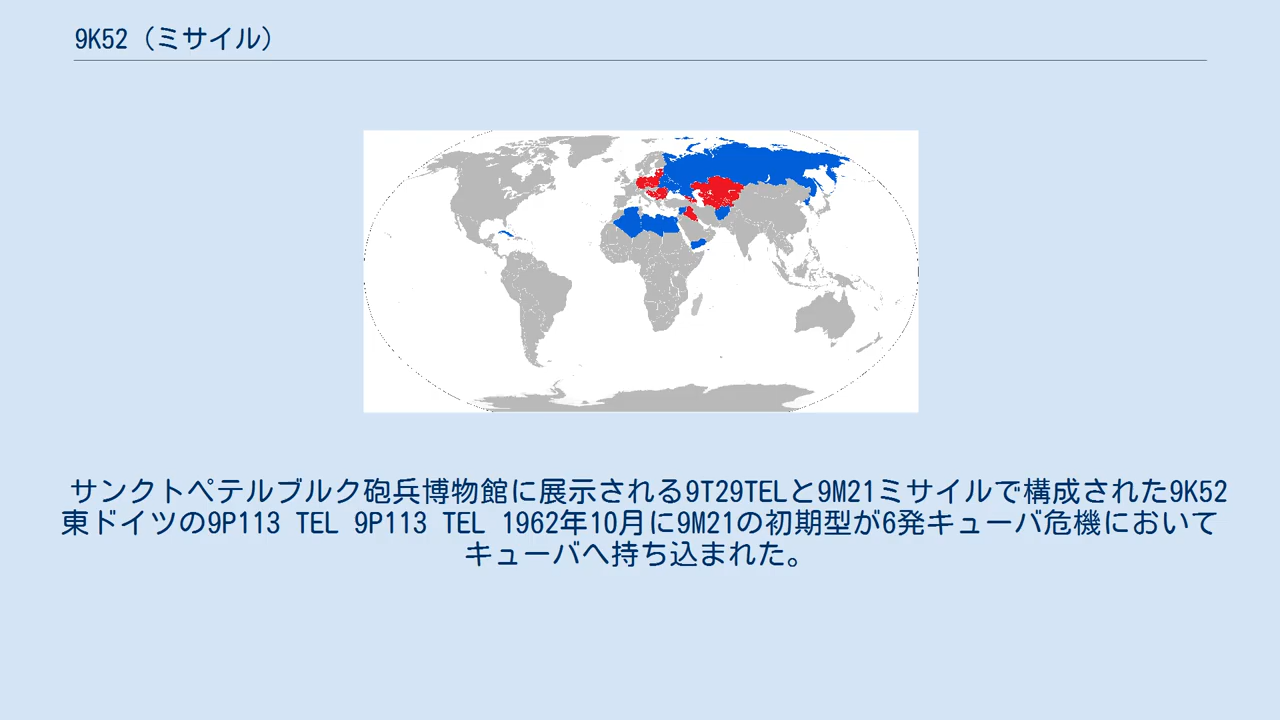 9K52（ミサイル）
サンクトペテルブルク砲兵博物館に展示される9T29TELと9M21ミサイルで構成された9K52
東ドイツの9P113 TEL 9P113 TEL 1962年10月に9M21の初期型が6発キューバ危機において
キューバへ持ち込まれた。